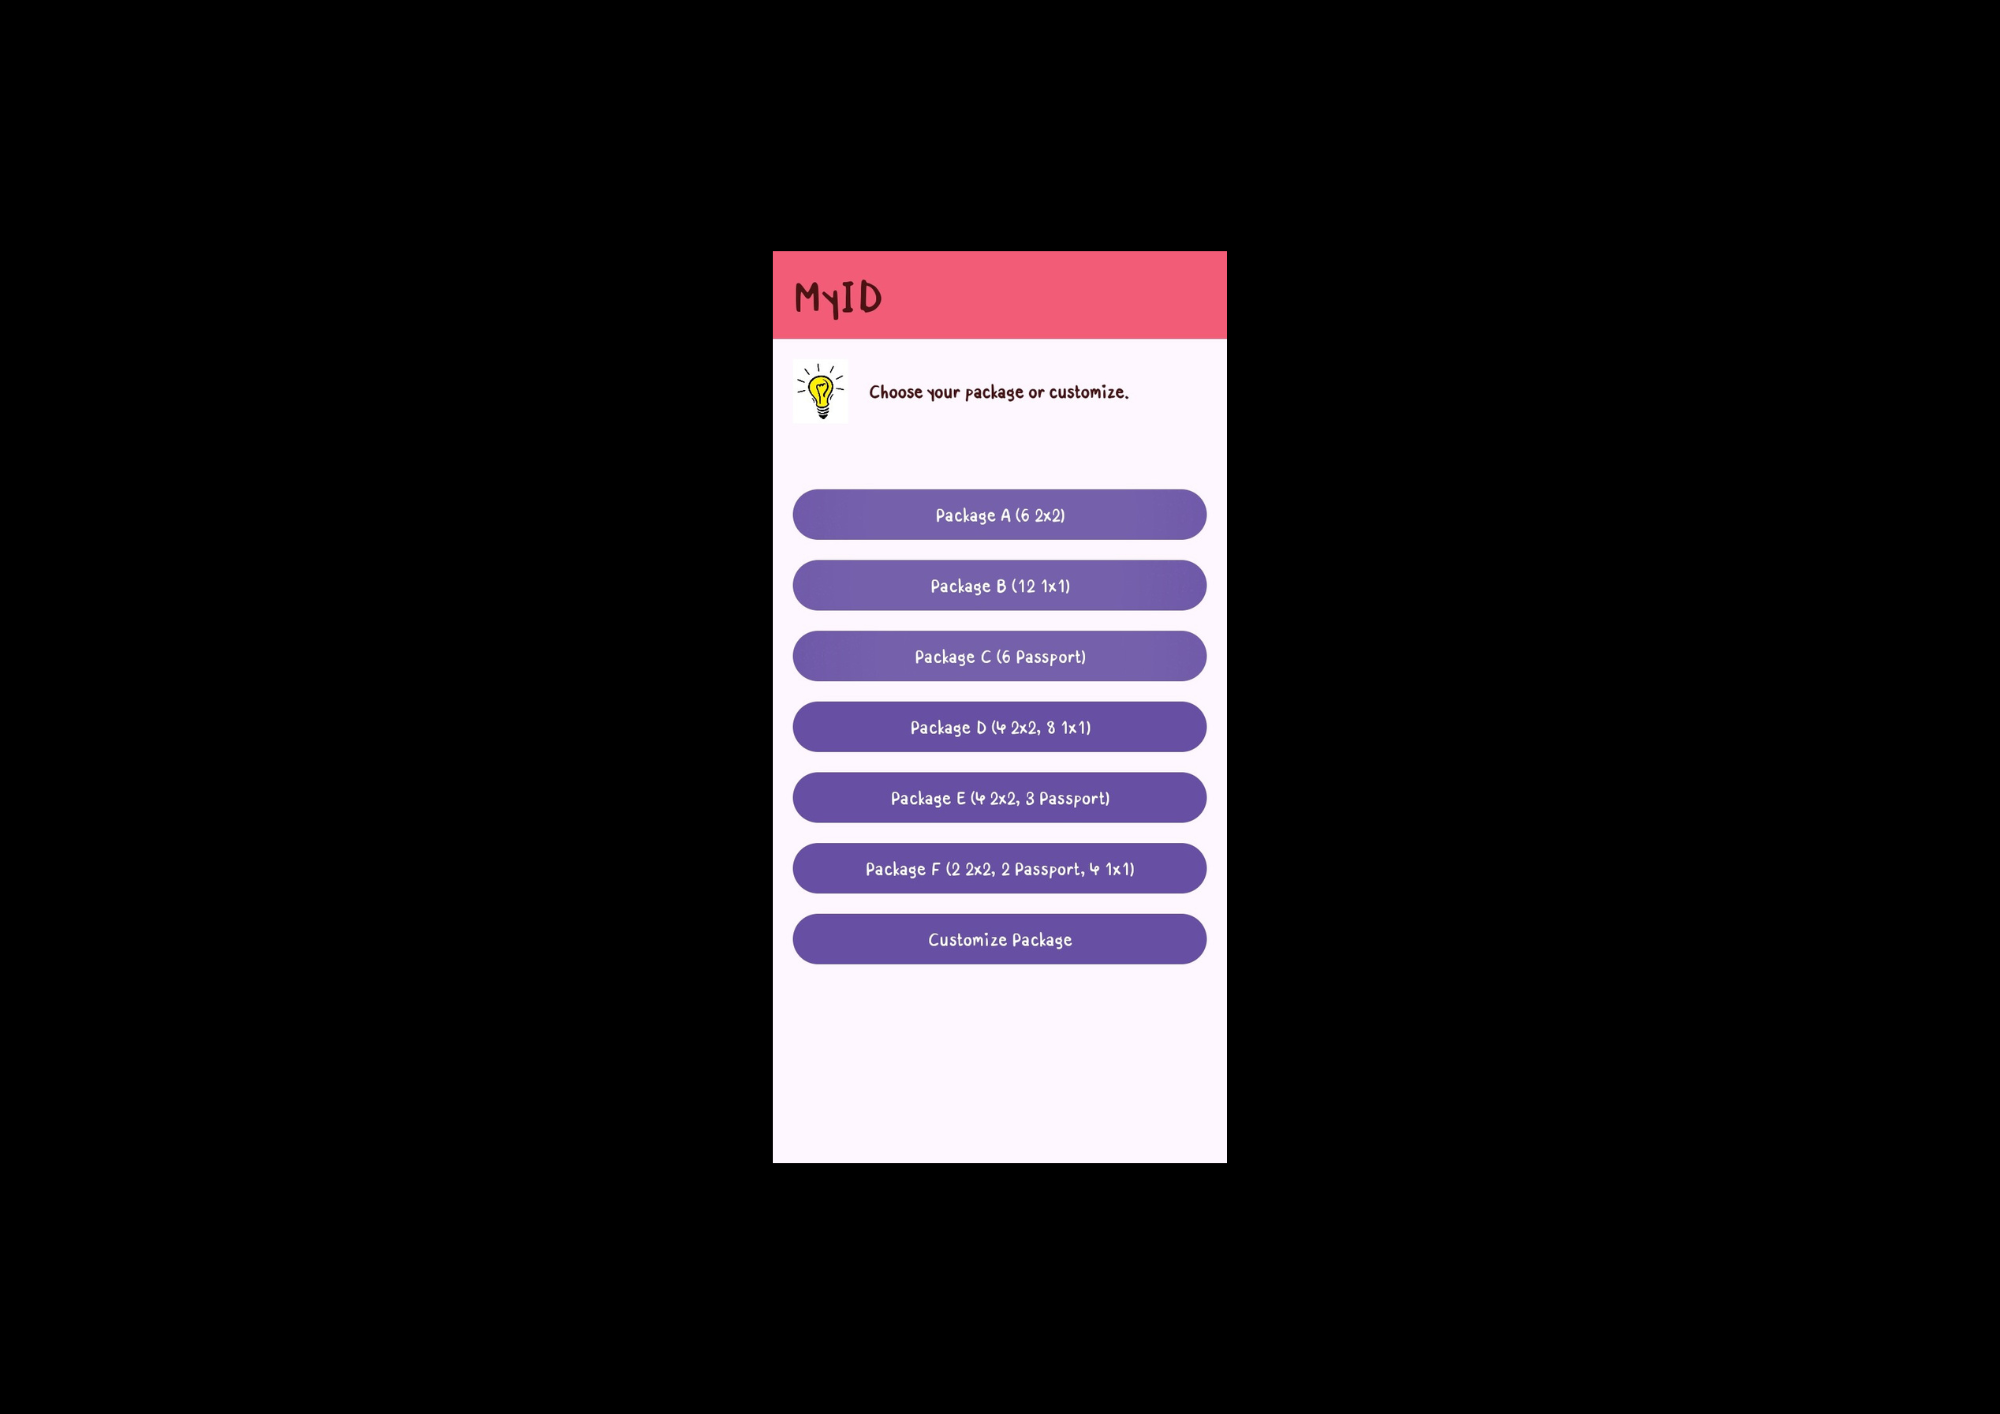 MyID
Choose your package or customize.
Package A (6 2x2)
Package B (12 1x1)
Package C (6 Passport)
Package D (4 2x2, 8 1x1)
Package E (4 2x2, 3 Passport)
Package F (2 2x2, 2 Passport, 4 1x1)
Customize Package